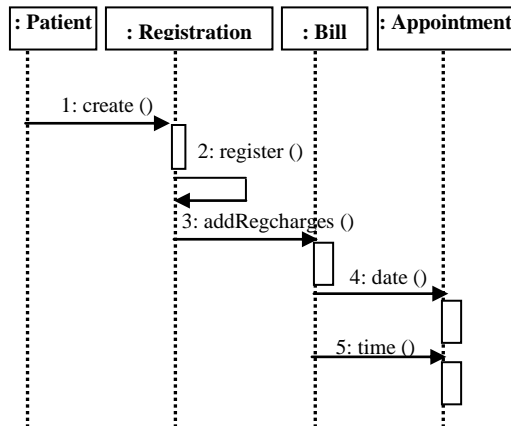 : Patient
: Registration
: Bill
: Appointment
1: create ()
2: register ()
3: addRegcharges ()
4: date ()
5: time ()